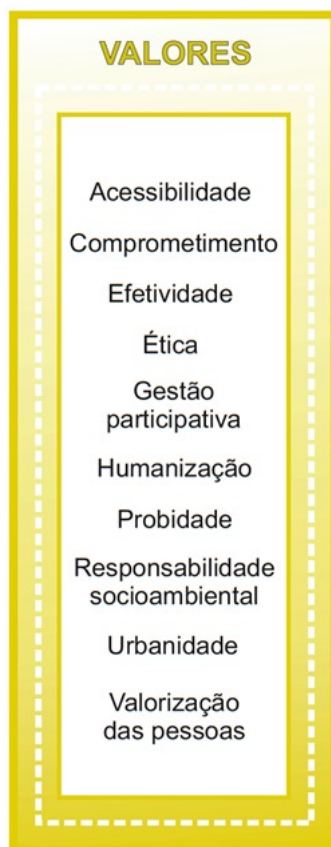 VALORES
Acessibilidade
Comprometimento
Efetividade
Ética
Gestão
participativa
Humanização
Probidade
Responsabilidade
socioambiental
Urbanidade
Valorização
das pessoas